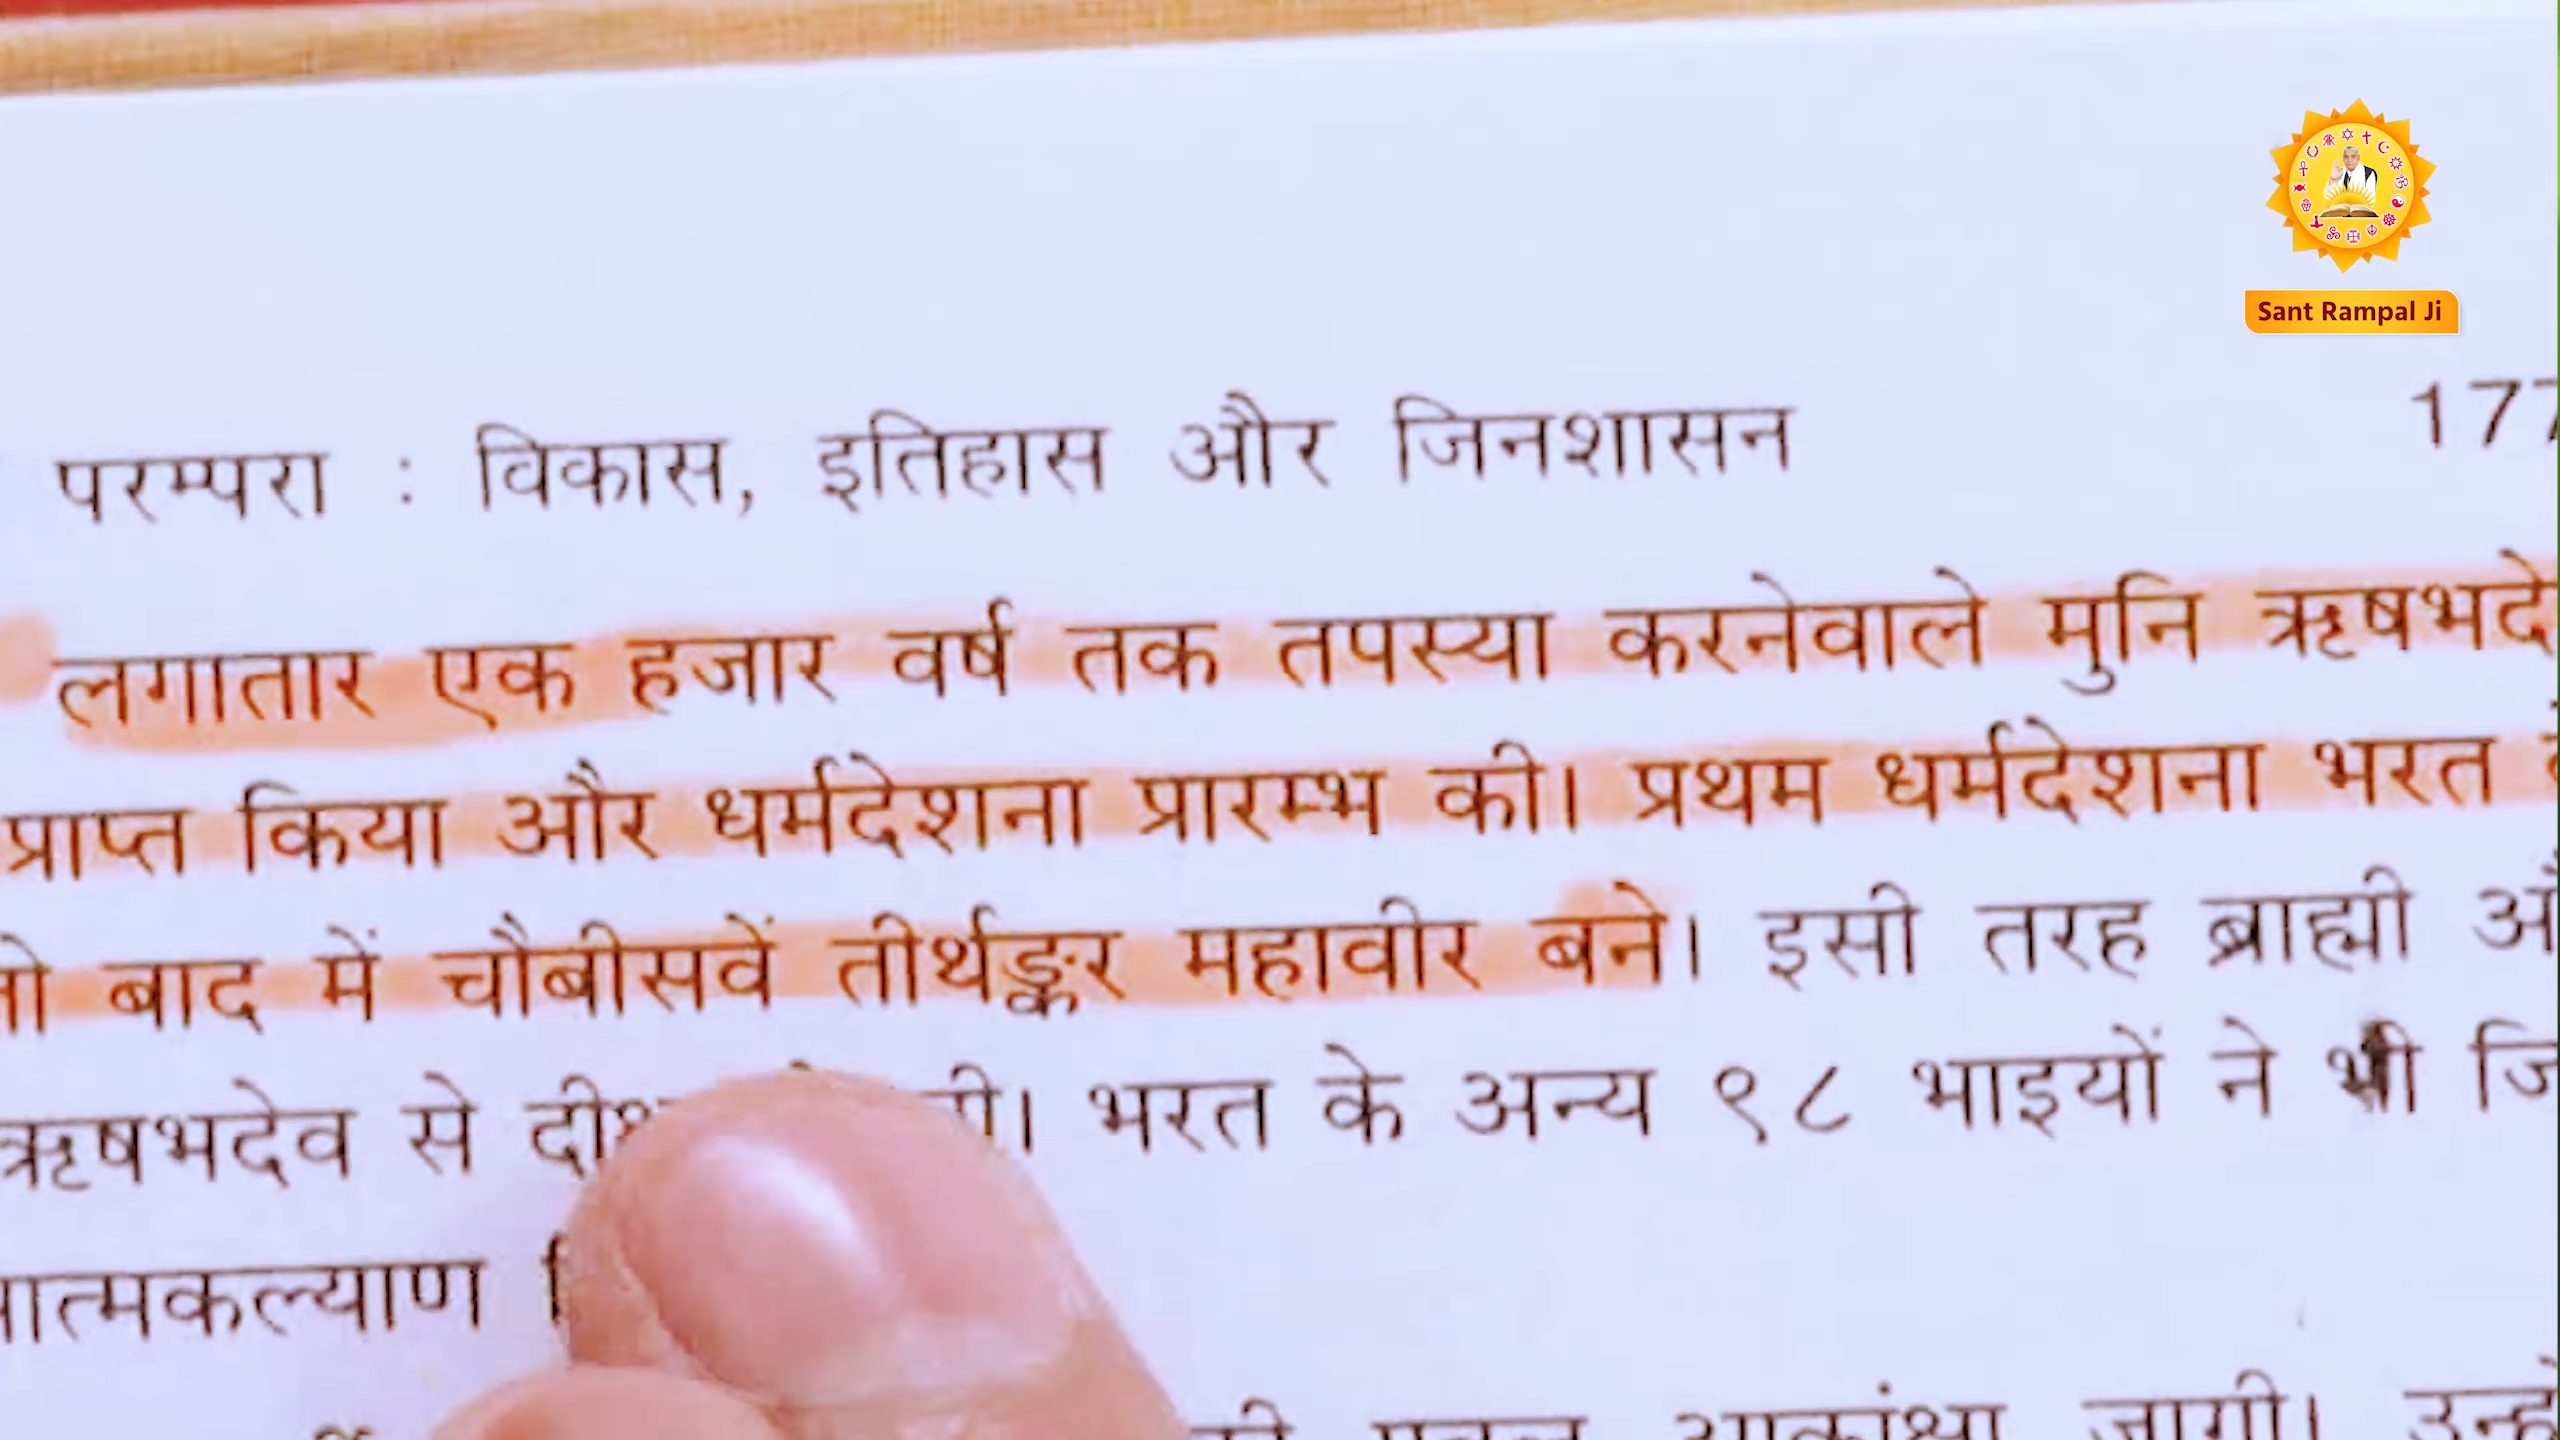 Sant Rampal Ji
परम्परा : विकास, इतिहास और जिनशासन 177
लगातार एक हजार वर्ष तक तपस्या करनेवाले मुनि ऋषभदे
प्राप्त किया और धर्मदेशना प्रारम्भ की। प्रथम धर्मदेशना भरत
बाद में चौबीसवें तीर्थङ्कर महावीर बने। इसी तरह ब्राह्मी
ऋषभदेव से ली। भरत के अन्य ९८ भाइयों ने भी
आत्मकल्याण
आकांक्षा जागी।